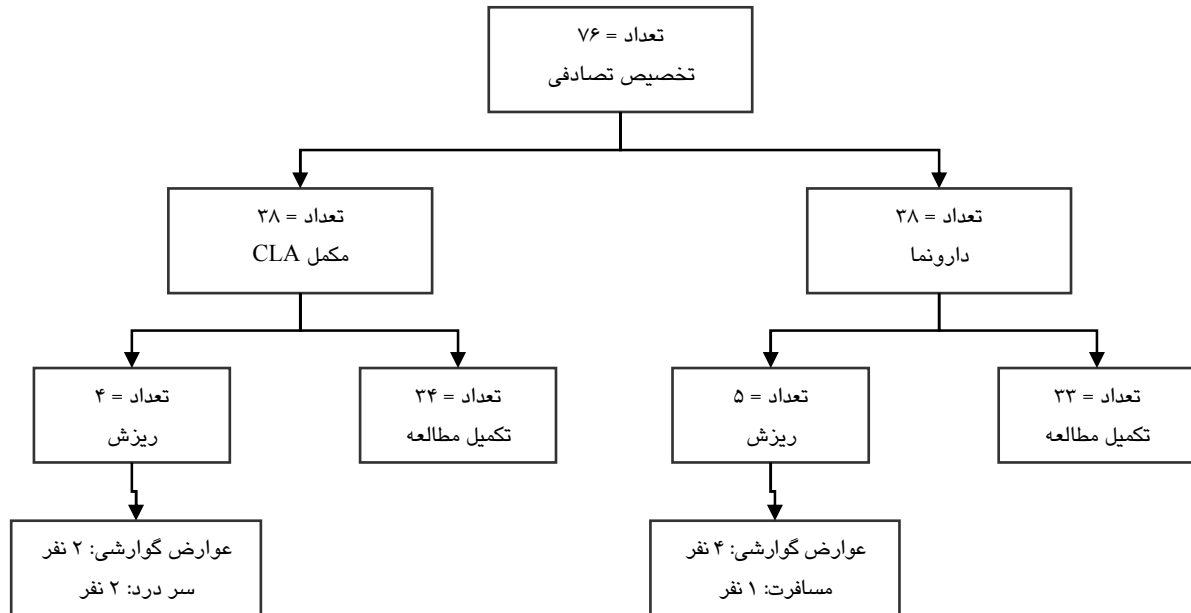 تعداد = ۷۶
تخصیص تصادفی
تعداد = ۳۸
مکمل CLA
تعداد = ۳۸
دارونما
تعداد = ۴
ریزش
تعداد = ۳۴
تکمیل مطالعه
تعداد = ۵
ریزش
تعداد = ۳۳
تکمیل مطالعه
عوارض گوارشی: ۲ نفر
سر درد: ۲ نفر
عوارض گوارشی: ۴ نفر
مسافرت: ۱ نفر